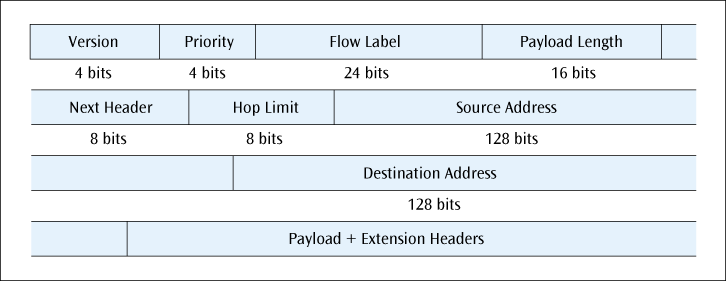 Version Priority Flow Label Payload Length
4 bits 4 bits 24 bits 16 bits
Next Header Hop Limit Source Address
8 bits 8 bits 128 bits
Destination Address
128 bits
Payload + Extension Headers